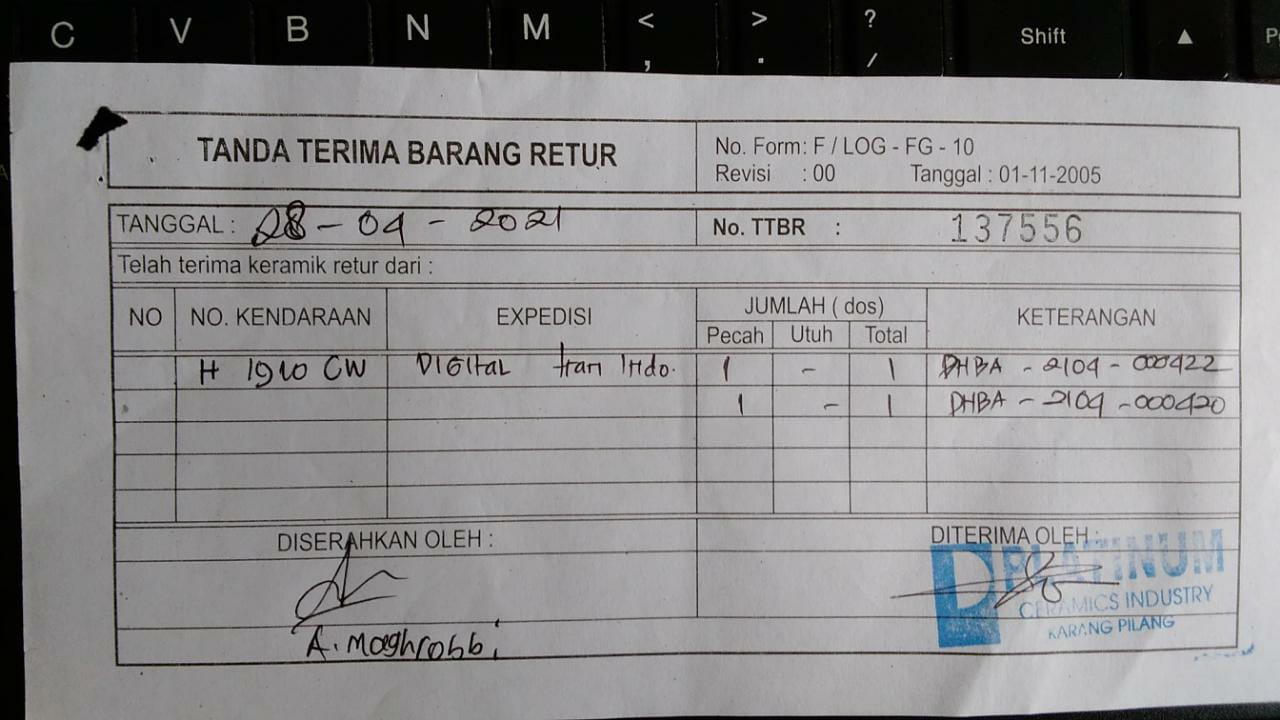 C V B N M < , > . ? / Shift ▲
TANDA TERIMA BARANG RETUR
No. Form: F / LOG - FG - 10
Revisi : 00 Tanggal : 01-11-2005
TANGGAL : 28 - 04 - 2021
No. TTBR : 137556
Telah terima keramik retur dari :
NO NO. KENDARAAN EXPEDISI JUMLAH ( dos) KETERANGAN
Pecah Utuh Total
H 1910 CW DIGITAL tran Indo. 1 - 1 DHBA - 2104 - 000422
1 - 1 DHBA - 2104 - 000420
DISERAHKAN OLEH :
DITERIMA OLEH :
PLATINUM
CERAMICS INDUSTRY
KARANG PILANG
A. Maghrobbi